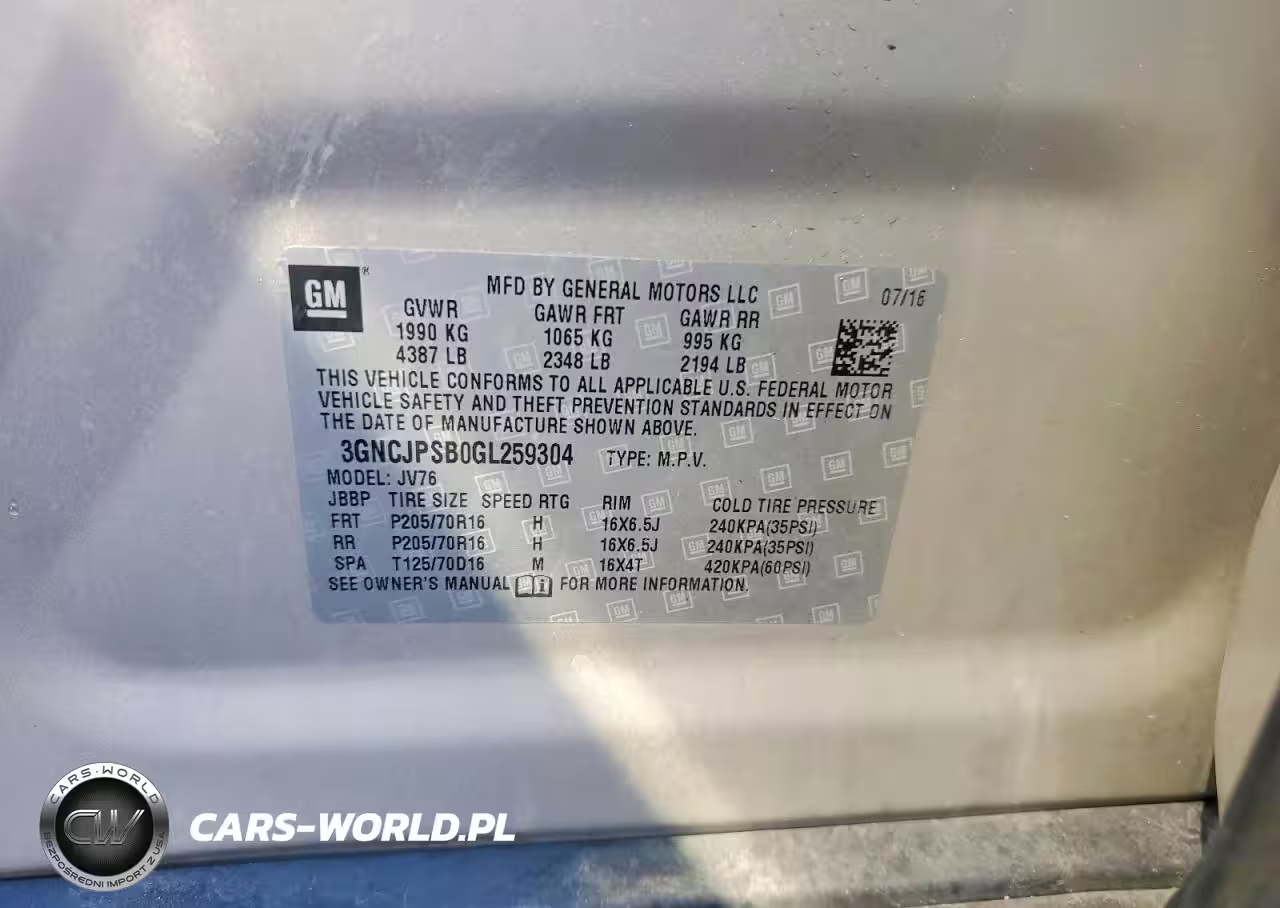 GM ®
MFD BY GENERAL MOTORS LLC 07/16
GVWR GAWR FRT GAWR RR
1990 KG 1065 KG 995 KG
4387 LB 2348 LB 2194 LB
THIS VEHICLE CONFORMS TO ALL APPLICABLE U.S. FEDERAL MOTOR
VEHICLE SAFETY AND THEFT PREVENTION STANDARDS IN EFFECT ON
THE DATE OF MANUFACTURE SHOWN ABOVE.
3GNCJPSB0GL259304 TYPE: M.P.V.
MODEL: JV76
JBBP TIRE SIZE SPEED RTG RIM COLD TIRE PRESSURE
FRT P205/70R16 H 16X6.5J 240KPA(35PSI)
RR P205/70R16 H 16X6.5J 240KPA(35PSI)
SPA T125/70D16 M 16X4T 420KPA(60PSI)
SEE OWNER'S MANUAL FOR MORE INFORMATION.
CARS-WORLD
CW
BEZPOŚREDNI IMPORT Z USA
CARS-WORLD.PL